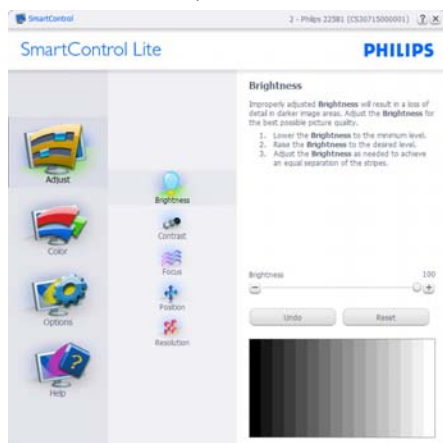 SmartControl
2 - Philips 225B1 (CS30715000001)
? X
SmartControl Lite
PHILIPS
Adjust
Color
Options
Help
Brightness
Contrast
Focus
Position
Resolution
Brightness
Improperly adjusted Brightness will result in a loss of
detail in darker image areas. Adjust the Brightness for
the best possible picture quality.
1. Lower the Brightness to the minimum level.
2. Raise the Brightness to the desired level.
3. Adjust the Brightness as needed to achieve
an equal separation of the stripes.
Brightness 100
Undo Reset